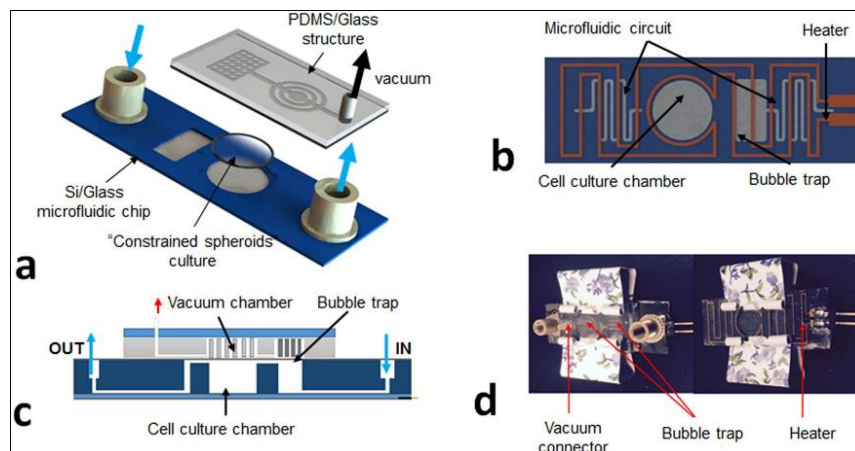 PDMS/Glass
structure
vacuum
Si/Glass
microfluidic chip
"Constrained spheroids"
culture
a
Microfluidic circuit
Heater
Cell culture chamber
Bubble trap
b
Vacuum chamber
Bubble trap
OUT
IN
Cell culture chamber
c
d
Vacuum
connector
Bubble trap
Heater